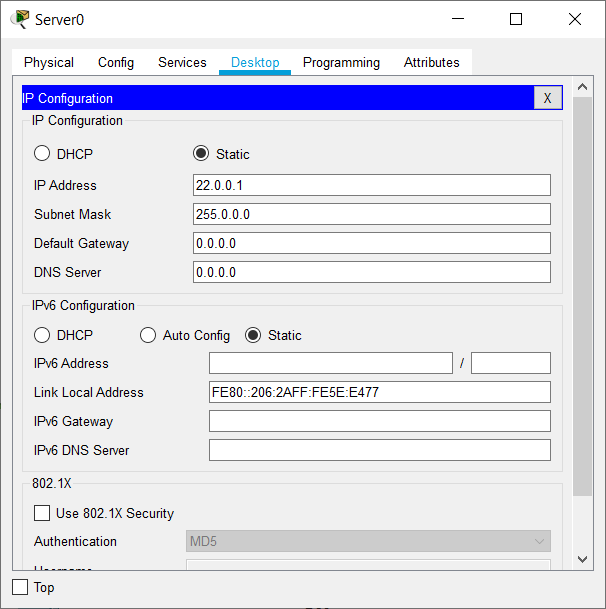 Server0
Physical Config Services Desktop Programming Attributes
IP Configuration X
IP Configuration
DHCP Static
IP Address 22.0.0.1
Subnet Mask 255.0.0.0
Default Gateway 0.0.0.0
DNS Server 0.0.0.0
IPv6 Configuration
DHCP Auto Config Static
IPv6 Address /
Link Local Address FE80::206:2AFF:FE5E:E477
IPv6 Gateway
IPv6 DNS Server
802.1X
Use 802.1X Security
Authentication MD5
Username
Top